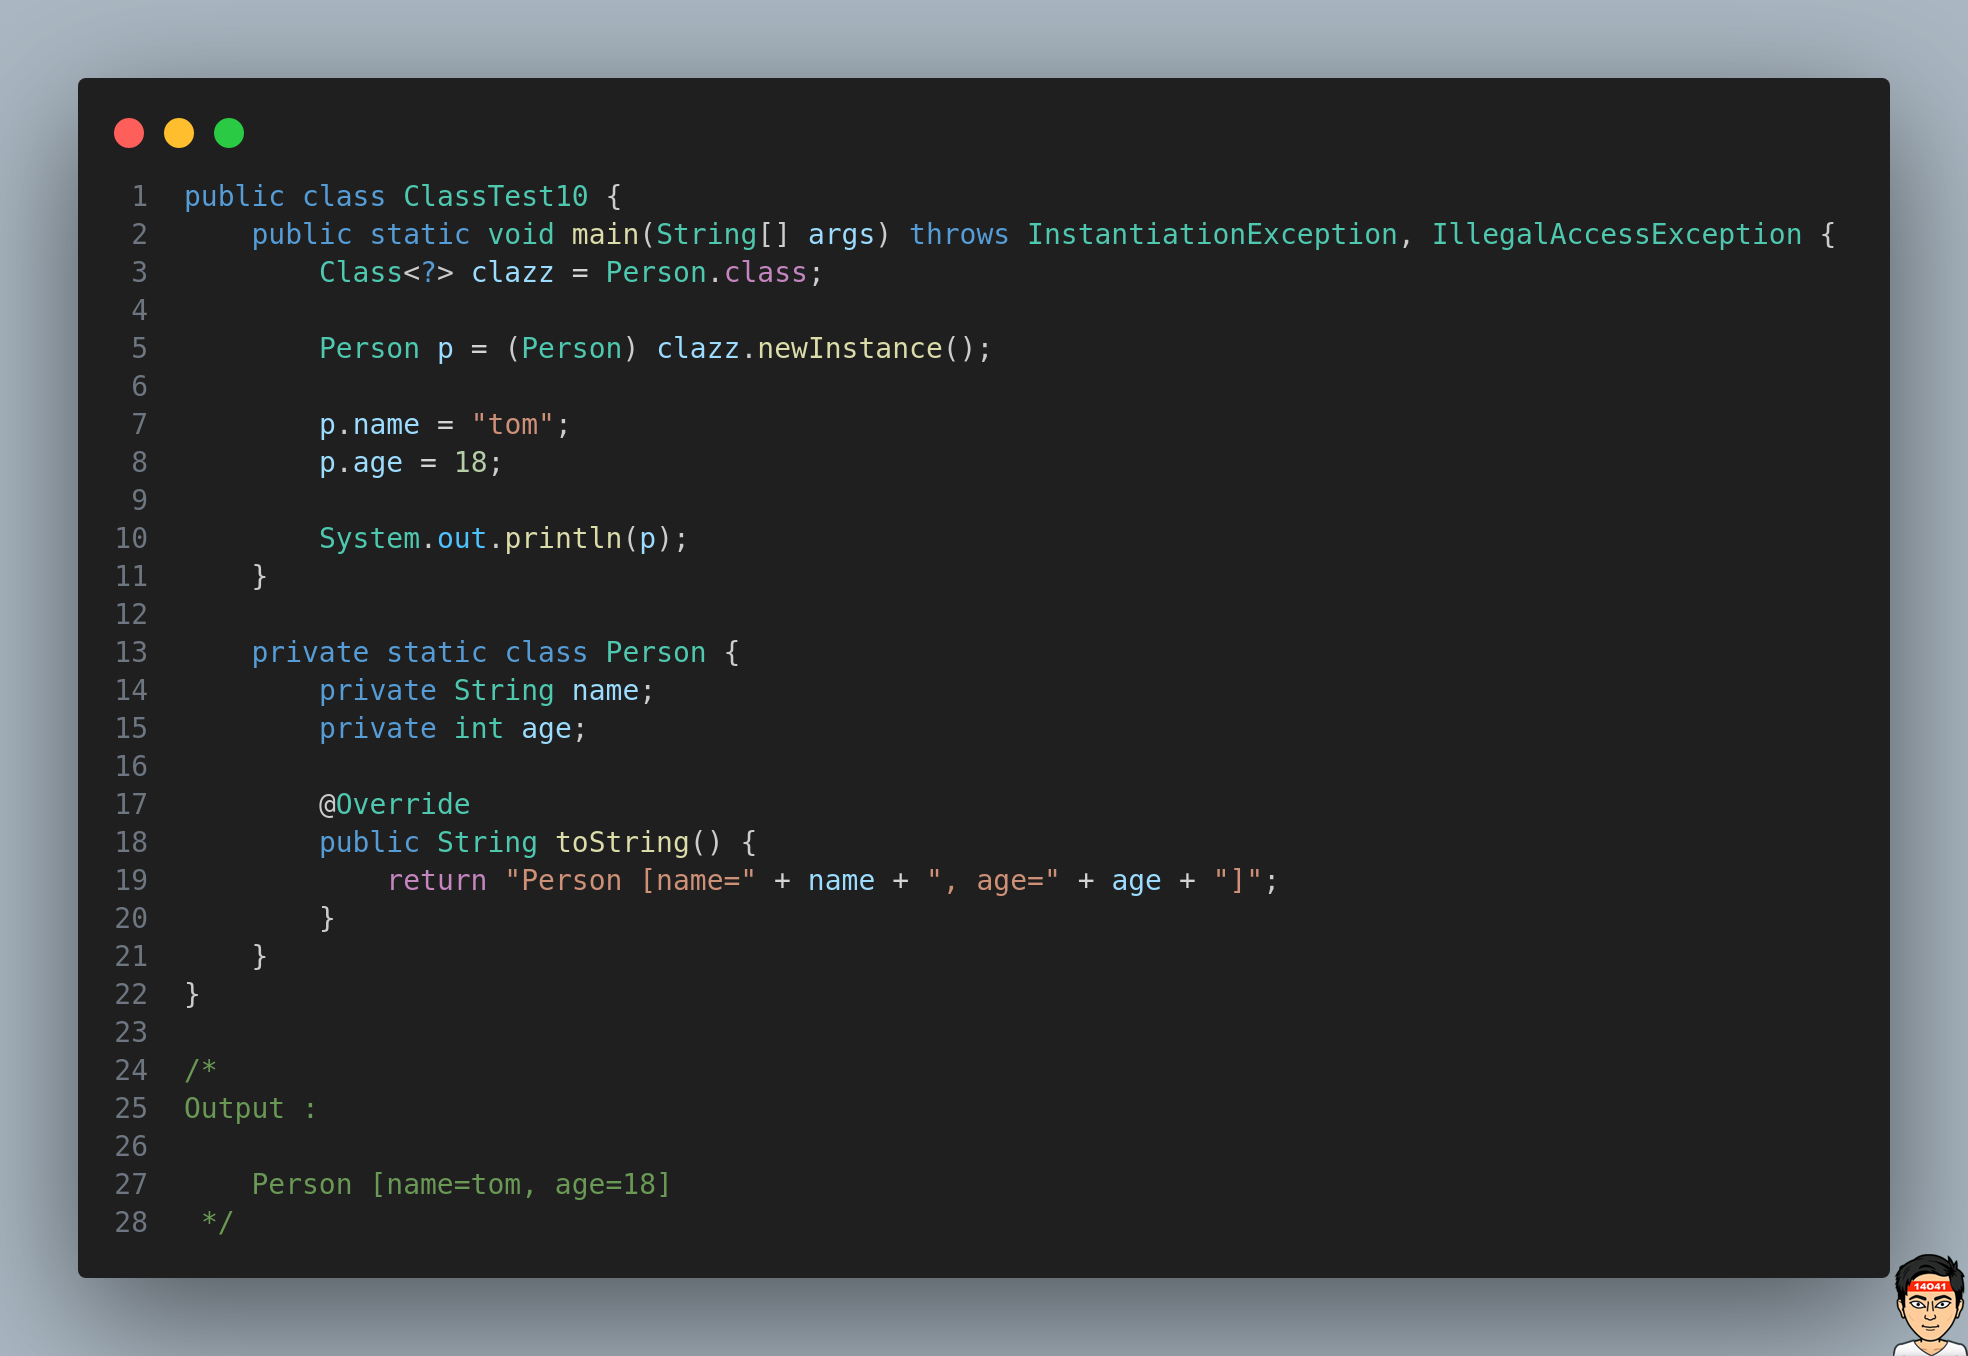 1 public class ClassTest10 {
2     public static void main(String[] args) throws InstantiationException, IllegalAccessException {
3         Class<?> clazz = Person.class;
4
5         Person p = (Person) clazz.newInstance();
6
7         p.name = "tom";
8         p.age = 18;
9
10         System.out.println(p);
11     }
12
13     private static class Person {
14         private String name;
15         private int age;
16
17         @Override
18         public String toString() {
19             return "Person [name=" + name + ", age=" + age + "]";
20         }
21     }
22 }
23
24 /*
25 Output :
26
27     Person [name=tom, age=18]
28  */
14041